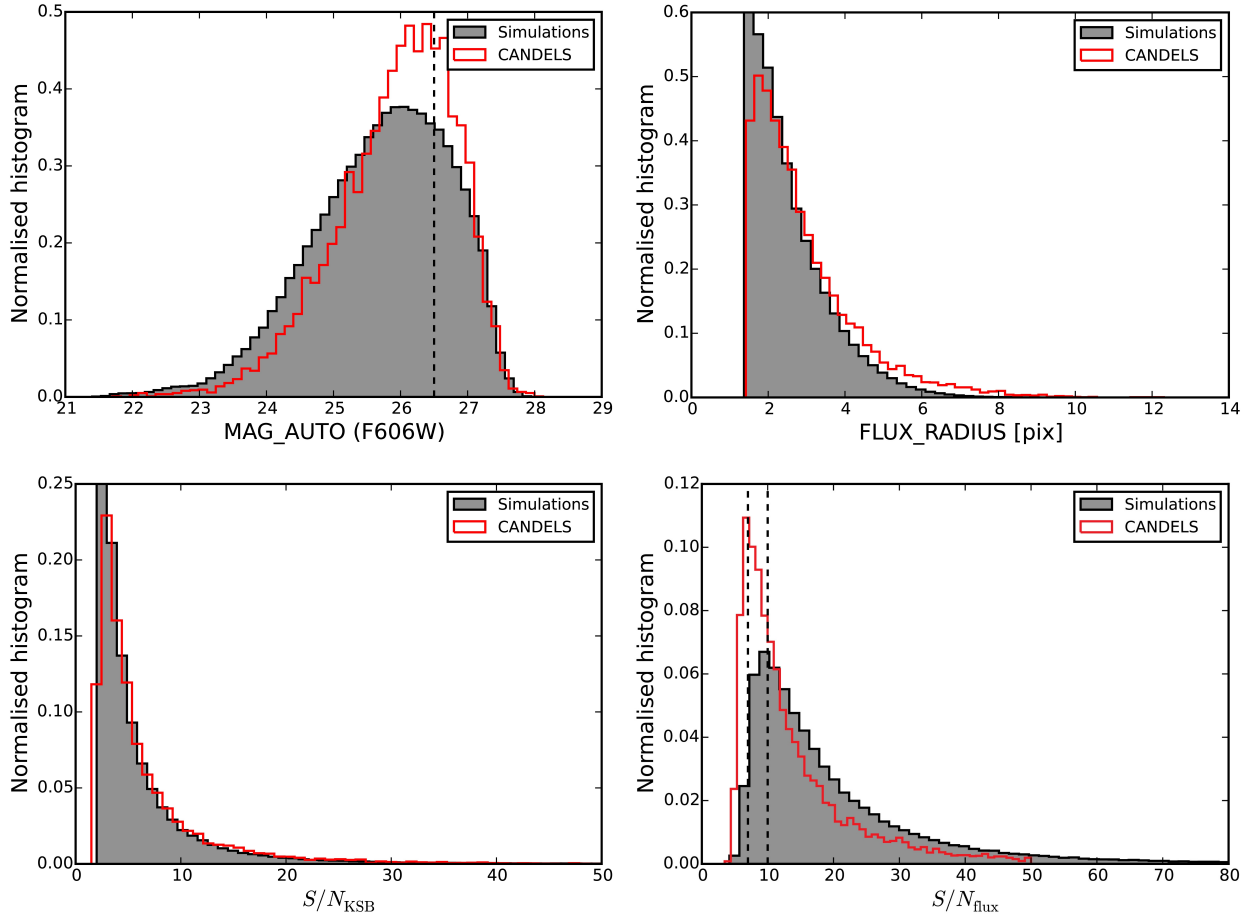 0.5
0.4
0.3
0.2
0.1
0.0
Normalised histogram
Simulations
CANDELS
21 22 23 24 25 26 27 28 29
MAG_AUTO (F606W)
0.6
0.5
0.4
0.3
0.2
0.1
0.0
Normalised histogram
Simulations
CANDELS
0 2 4 6 8 10 12 14
FLUX_RADIUS [pix]
0.25
0.20
0.15
0.10
0.05
0.00
Normalised histogram
Simulations
CANDELS
0 10 20 30 40 50
S/N_KSB
0.12
0.10
0.08
0.06
0.04
0.02
0.00
Normalised histogram
Simulations
CANDELS
0 10 20 30 40 50 60 70 80
S/N_flux